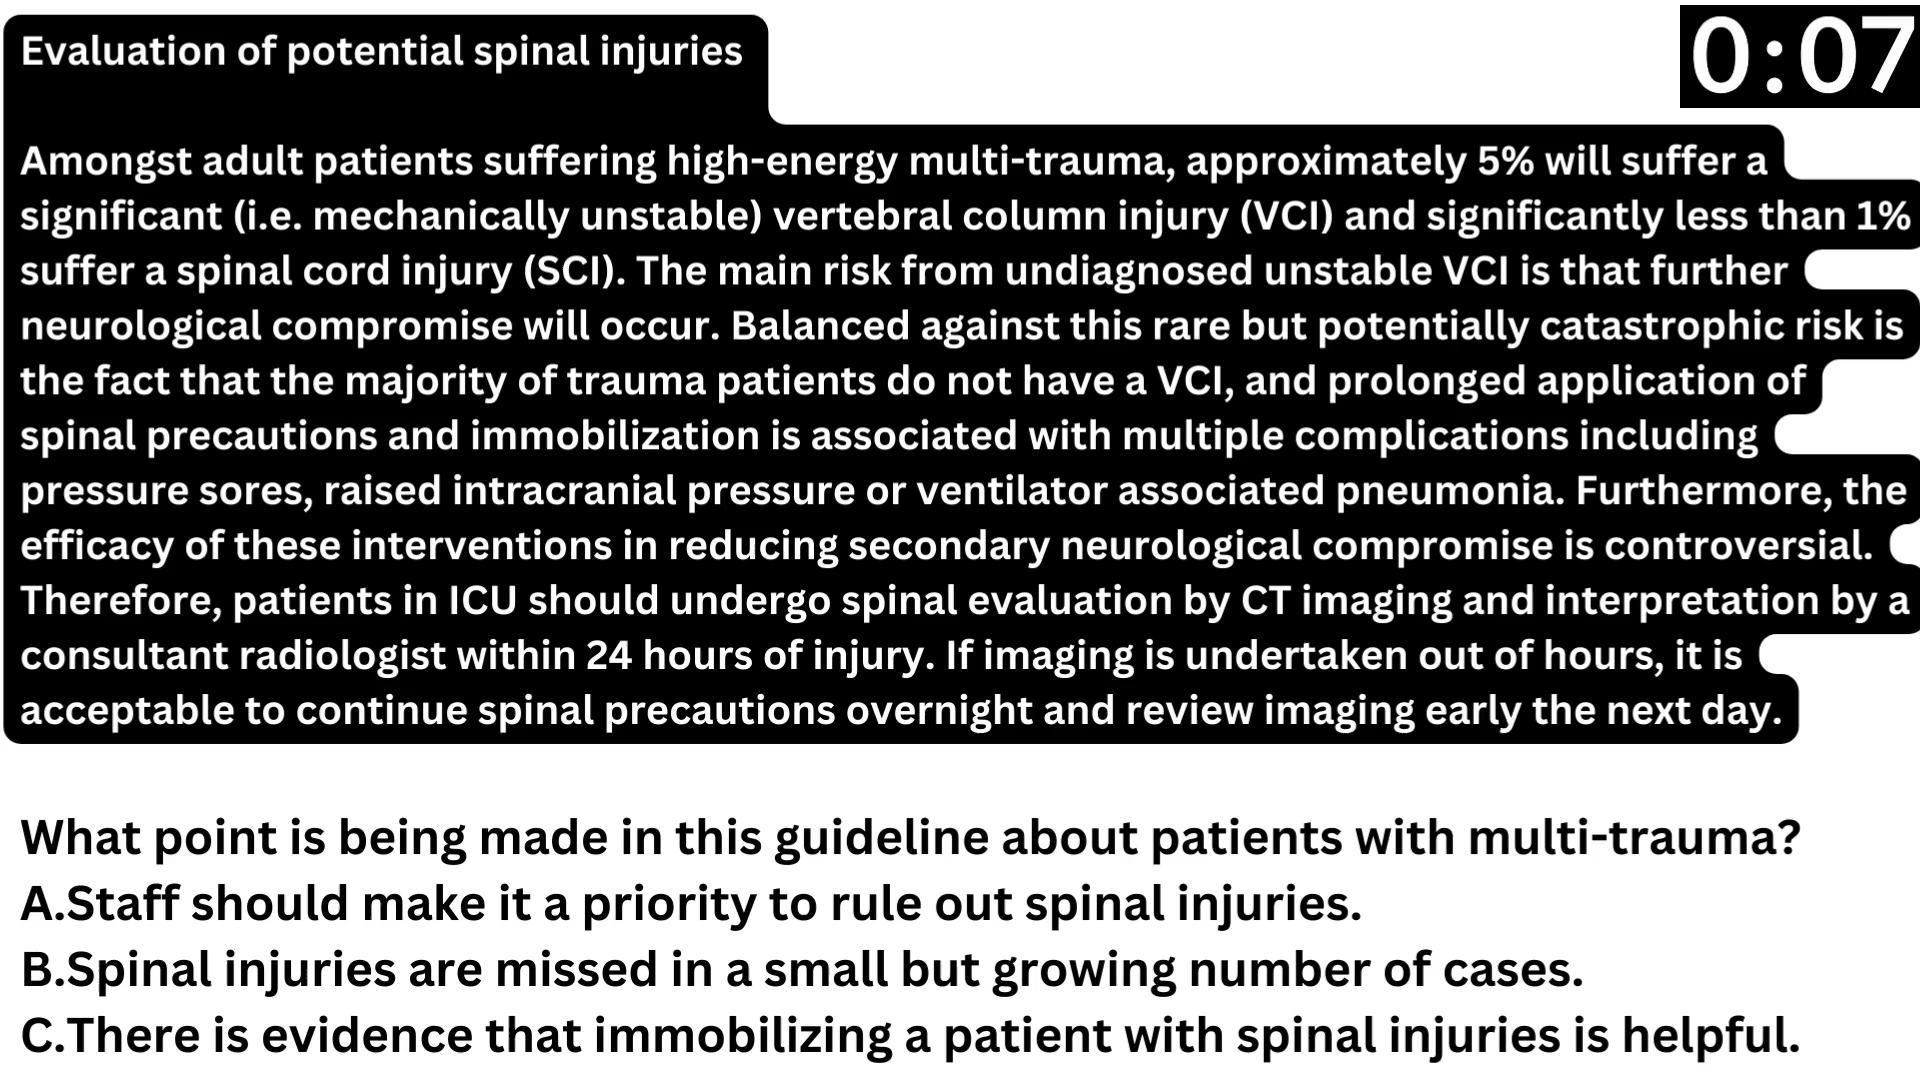 Evaluation of potential spinal injuries
0:07
Amongst adult patients suffering high-energy multi-trauma, approximately 5% will suffer a
significant (i.e. mechanically unstable) vertebral column injury (VCI) and significantly less than 1%
suffer a spinal cord injury (SCI). The main risk from undiagnosed unstable VCI is that further
neurological compromise will occur. Balanced against this rare but potentially catastrophic risk is
the fact that the majority of trauma patients do not have a VCI, and prolonged application of
spinal precautions and immobilization is associated with multiple complications including
pressure sores, raised intracranial pressure or ventilator associated pneumonia. Furthermore, the
efficacy of these interventions in reducing secondary neurological compromise is controversial.
Therefore, patients in ICU should undergo spinal evaluation by CT imaging and interpretation by a
consultant radiologist within 24 hours of injury. If imaging is undertaken out of hours, it is
acceptable to continue spinal precautions overnight and review imaging early the next day.
What point is being made in this guideline about patients with multi-trauma?
A.Staff should make it a priority to rule out spinal injuries.
B.Spinal injuries are missed in a small but growing number of cases.
C.There is evidence that immobilizing a patient with spinal injuries is helpful.